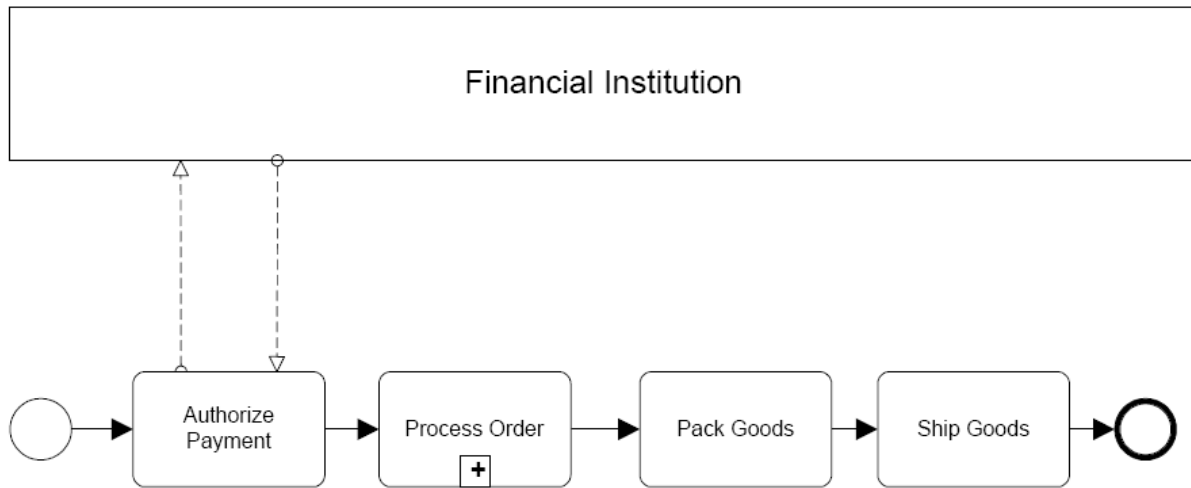 Financial Institution
Authorize
Payment
Process Order
Pack Goods
Ship Goods